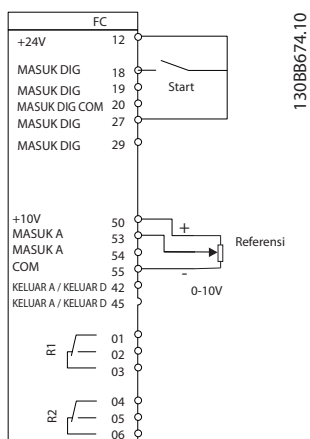 FC
+24V 12
MASUK DIG 18
MASUK DIG 19
Start
MASUK DIG COM 20
MASUK DIG 27
MASUK DIG 29
+10V 50
+
MASUK A 53
Referensi
MASUK A 54
COM 55
-
0-10V
KELUAR A / KELUAR D 42
KELUAR A / KELUAR D 45
R1
01
02
03
R2
04
05
06
130BB674.10